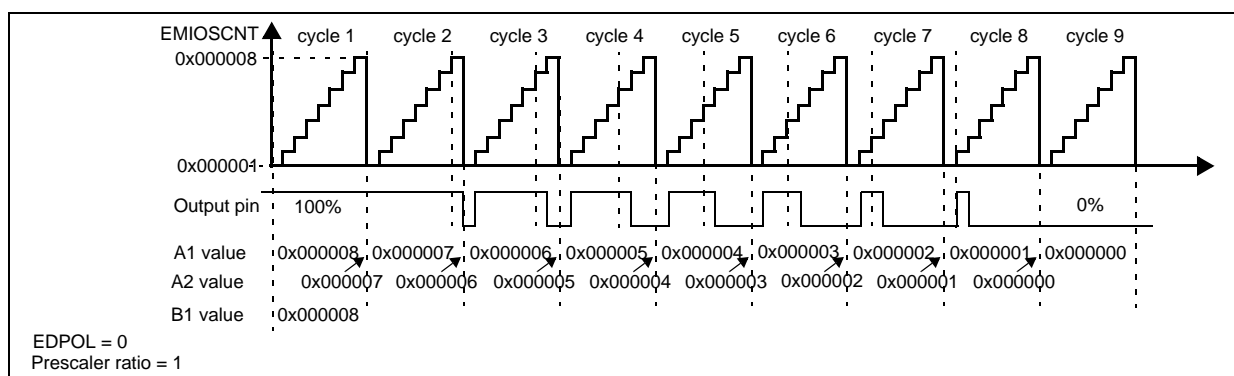 EMIOSCNT cycle 1 cycle 2 cycle 3 cycle 4 cycle 5 cycle 6 cycle 7 cycle 8 cycle 9
0x000008
0x000001
Output pin 100% 0%
A1 value 0x000008 0x000007 0x000006 0x000005 0x000004 0x000003 0x000002 0x000001 0x000000
A2 value 0x000007 0x000006 0x000005 0x000004 0x000003 0x000002 0x000001 0x000000
B1 value 0x000008
EDPOL = 0
Prescaler ratio = 1